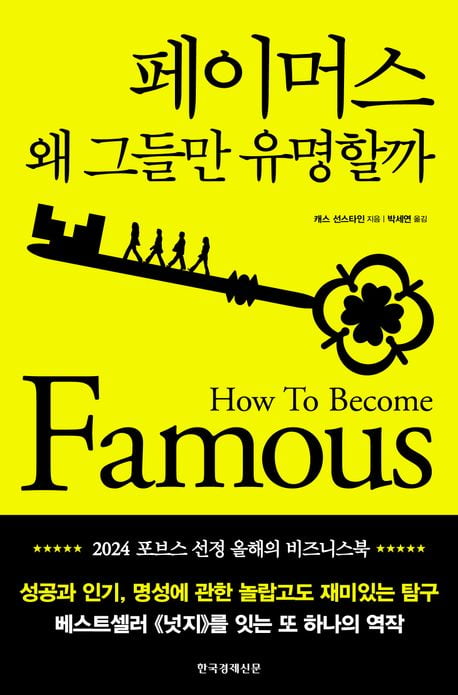 페이머스
왜 그들만 유명할까
캐스 선스타인 지음 | 박세연 옮김
How To Become
Famous
★★★★★ 2024 포브스 선정 올해의 비즈니스북 ★★★★★
성공과 인기, 명성에 관한 놀랍고도 재미있는 탐구
베스트셀러 《넛지》를 잇는 또 하나의 역작
한국경제신문